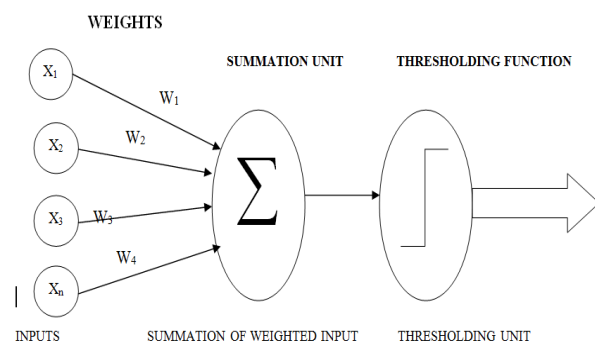 WEIGHTS
SUMMATION UNIT
THRESHOLDING FUNCTION
X1
W1
X2
W2
Σ
X3
W3
W4
Xn
INPUTS
SUMMATION OF WEIGHTED INPUT
THRESHOLDING UNIT